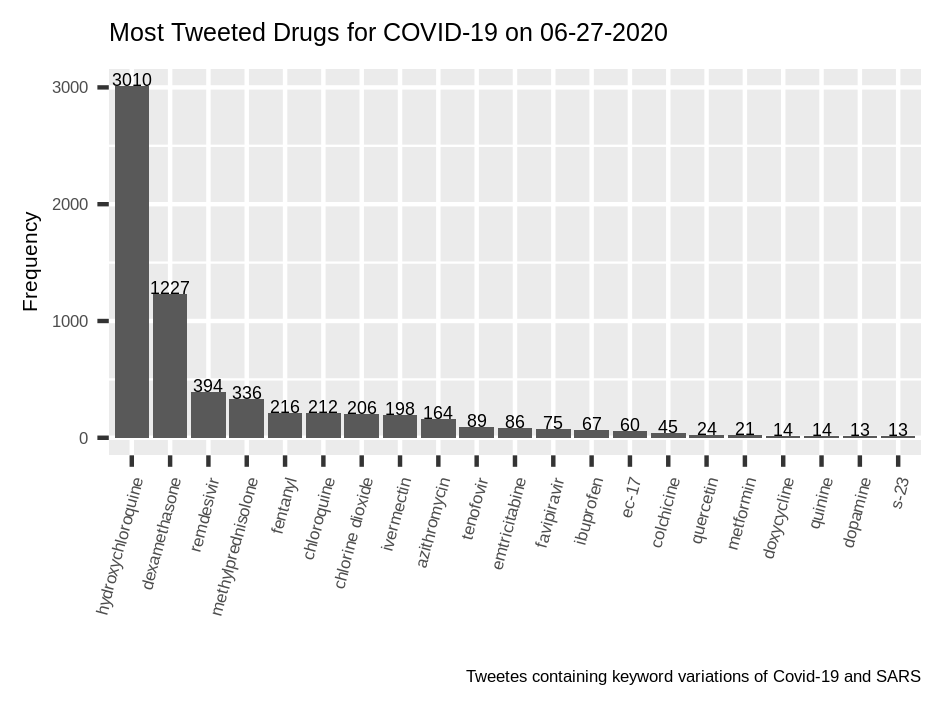 Most Tweeted Drugs for COVID-19 on 06-27-2020
Frequency
3000
2000
1000
0
3010
1227
394
336
216
212
206
198
164
89
86
75
67
60
45
24
21
14
14
13
13
hydroxychloroquine
dexamethasone
remdesivir
methylprednisolone
fentanyl
chloroquine
chlorine dioxide
ivermectin
azithromycin
tenofovir
emtricitabine
favipiravir
ibuprofen
ec-17
colchicine
quercetin
metformin
doxycycline
quinine
dopamine
s-23
Tweetes containing keyword variations of Covid-19 and SARS